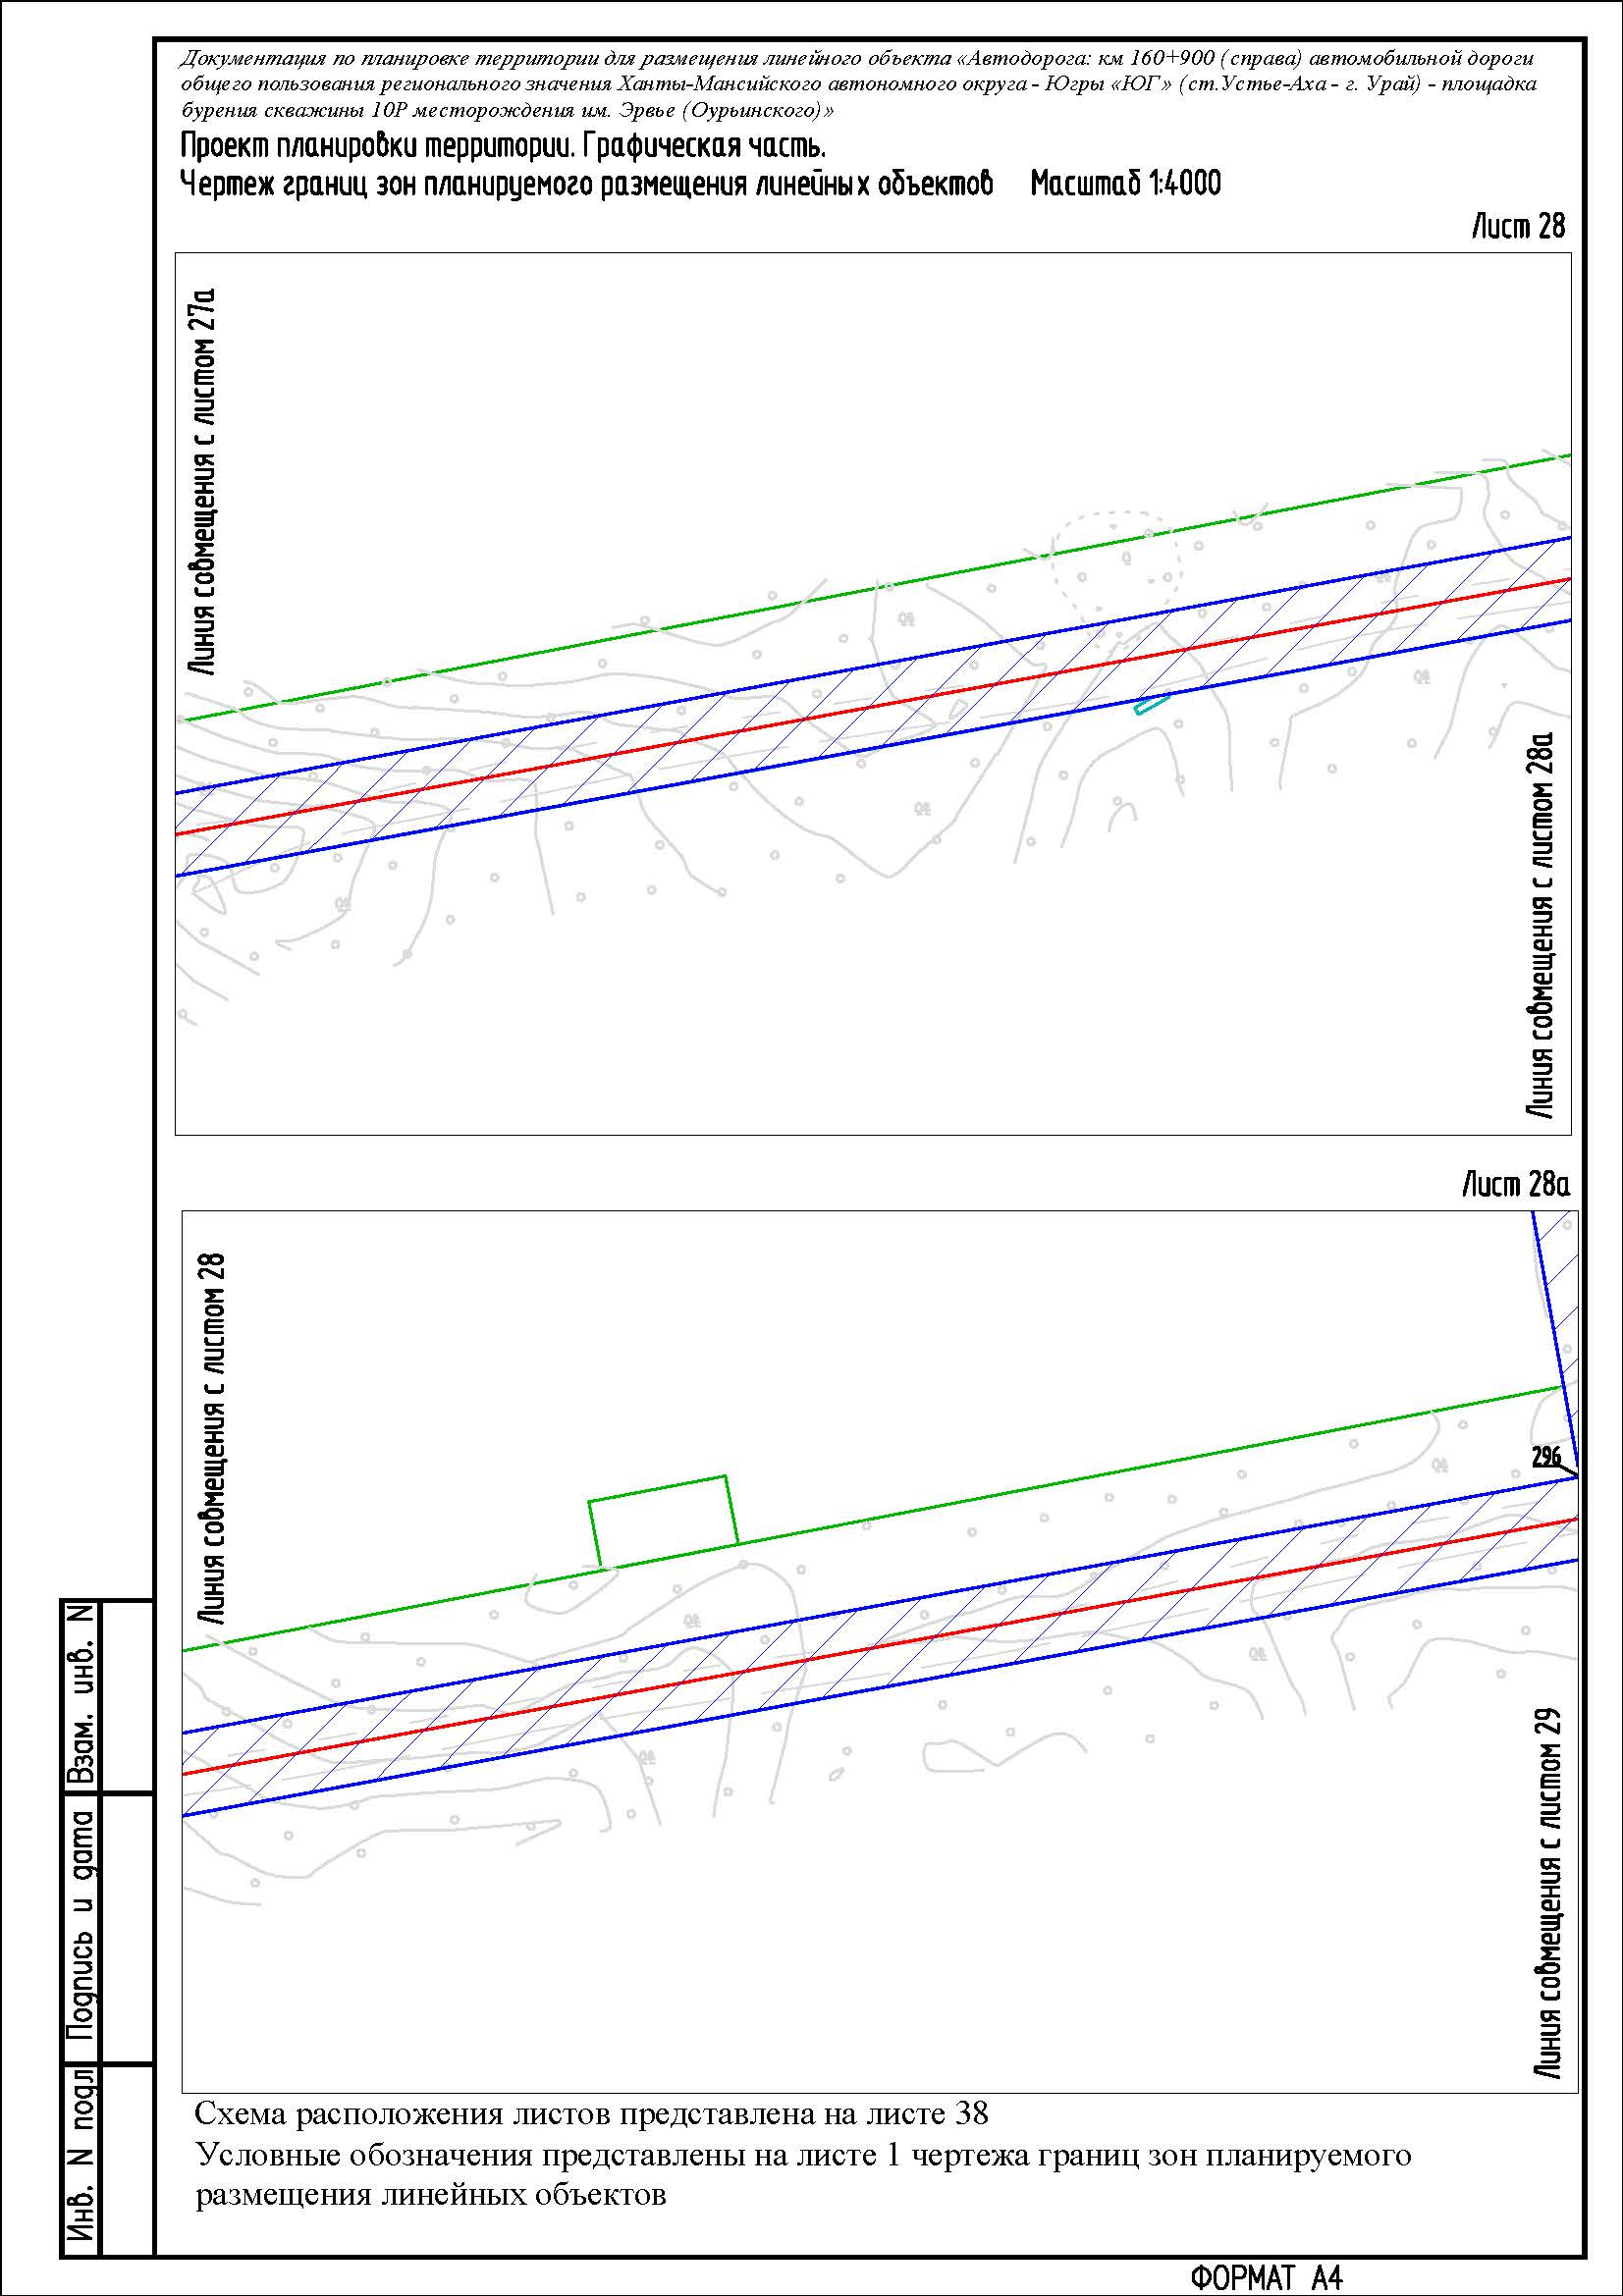 Документация по планировке территории для размещения линейного объекта «Автодорога: км 160+900 (справа) автомобильной дороги
общего пользования регионального значения Ханты-Мансийского автономного округа - Югры «ЮГ» (ст.Устье-Аха - г. Урай) - площадка
бурения скважины 10Р месторождения им. Эрвье (Оурьинского)»
Проект планировки территории. Графическая часть.
Чертеж границ зон планируемого размещения линейных объектов Масштаб 1:4000
Лист 28
Линия совмещения с листом 27а
Линия совмещения с листом 28а
Лист 28а
Линия совмещения с листом 28
296
Линия совмещения с листом 29
Взам. инв. N
Подпись и дата
Инв. N подл
Схема расположения листов представлена на листе 38
Условные обозначения представлены на листе 1 чертежа границ зон планируемого
размещения линейных объектов
ФОРМАТ А4